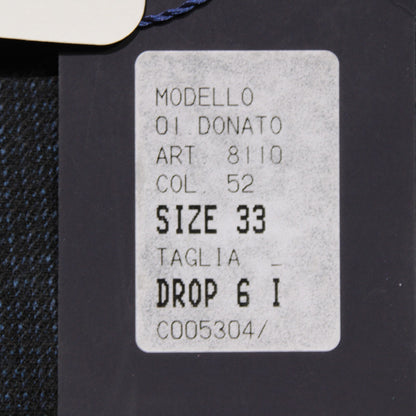 MODELLO
01.DONATO
ART. 8110
COL. 52
SIZE 33
TAGLIA _
DROP 6 I
C005304/